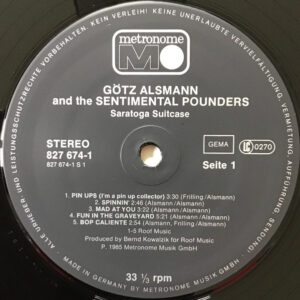 metronome
GÖTZ ALSMANN
and the SENTIMENTAL POUNDERS
Saratoga Suitcase
STEREO
827 674-1
827 674-1 S 1
GEMA
LC 0270
Seite 1
1. PIN UPS (I'm a pin up collector) 3:30 (Frilling/Alsmann)
2. SPINNIN' 2:46 (Alsmann/Alsmann)
3. MAD AT YOU 3:22 (Alsmann/Alsmann)
4. FUN IN THE GRAVEYARD 5:21 (Alsmann/Alsmann)
5. BOP CALIENTE 2:54 (Alsmann, Frilling/Alsmann)
1-5 Roof Music
Produced by Bernd Kowalzik for Roof Music
P. 1985 Metronome Musik GmbH
33 ⅓ rpm
MADE IN GERMANY BY METRONOME MUSIK GMBH
ALLE URHEBER- UND LEISTUNGSSCHUTZRECHTE VORBEHALTEN. KEIN VERLEIH! KEINE UNERLAUBTE VERVIELFÄLTIGUNG, VERMIETUNG, AUFFÜHRUNG, SENDUNG!